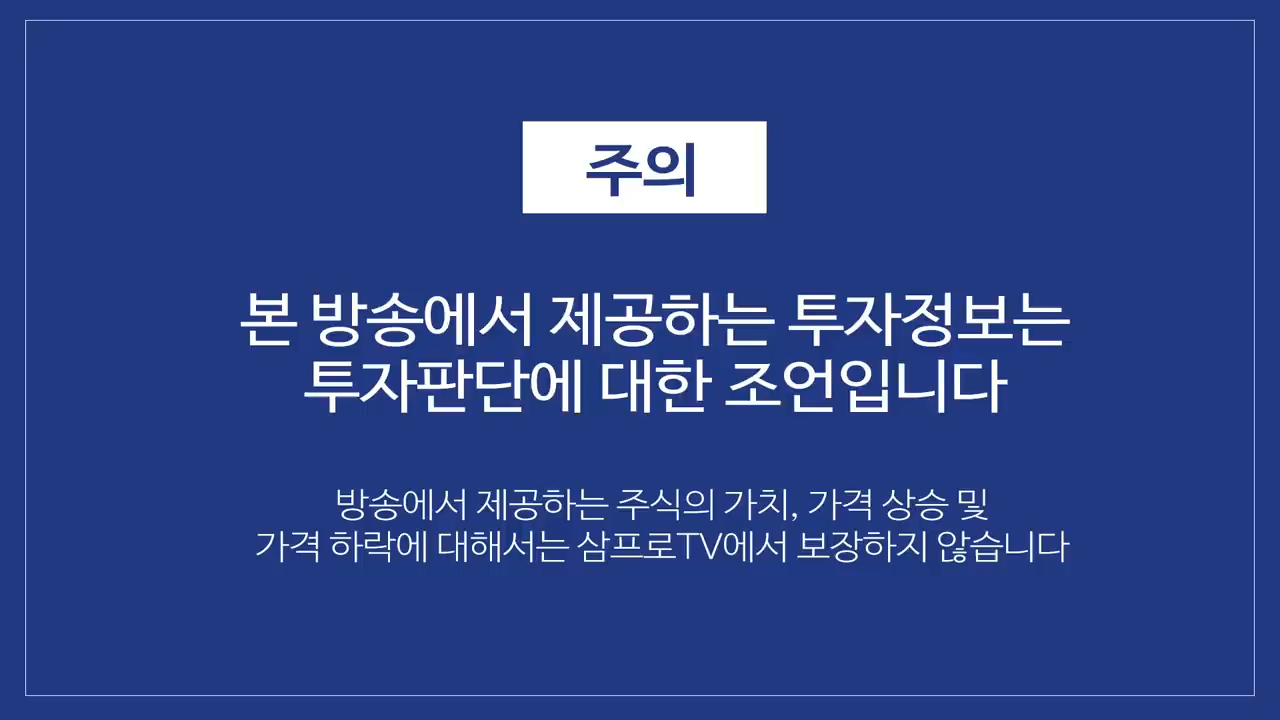 주의
본 방송에서 제공하는 투자정보는
투자판단에 대한 조언입니다
방송에서 제공하는 주식의 가치, 가격 상승 및
가격 하락에 대해서는 삼프로TV에서 보장하지 않습니다